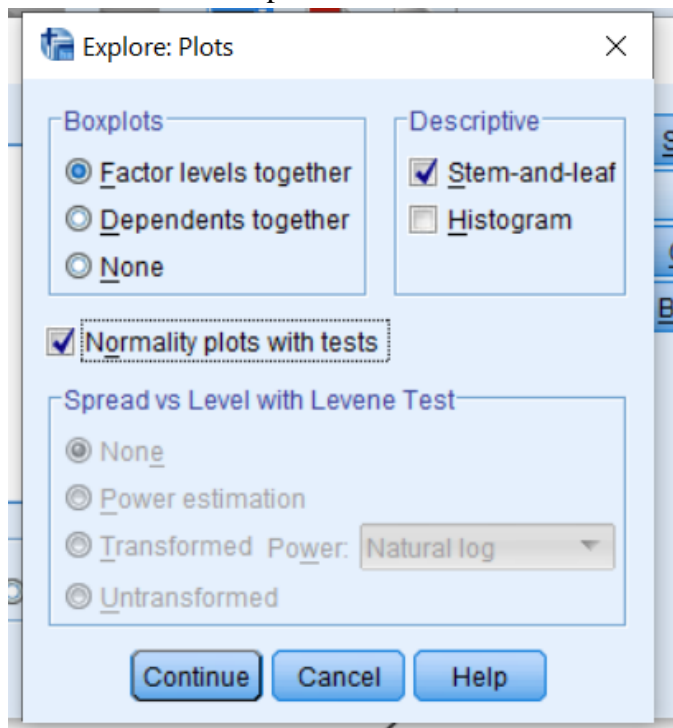 Explore: Plots
Boxplots
Factor levels together
Dependents together
None
Descriptive
Stem-and-leaf
Histogram
Normality plots with tests
Spread vs Level with Levene Test
None
Power estimation
Transformed Power: Natural log
Untransformed
Continue Cancel Help